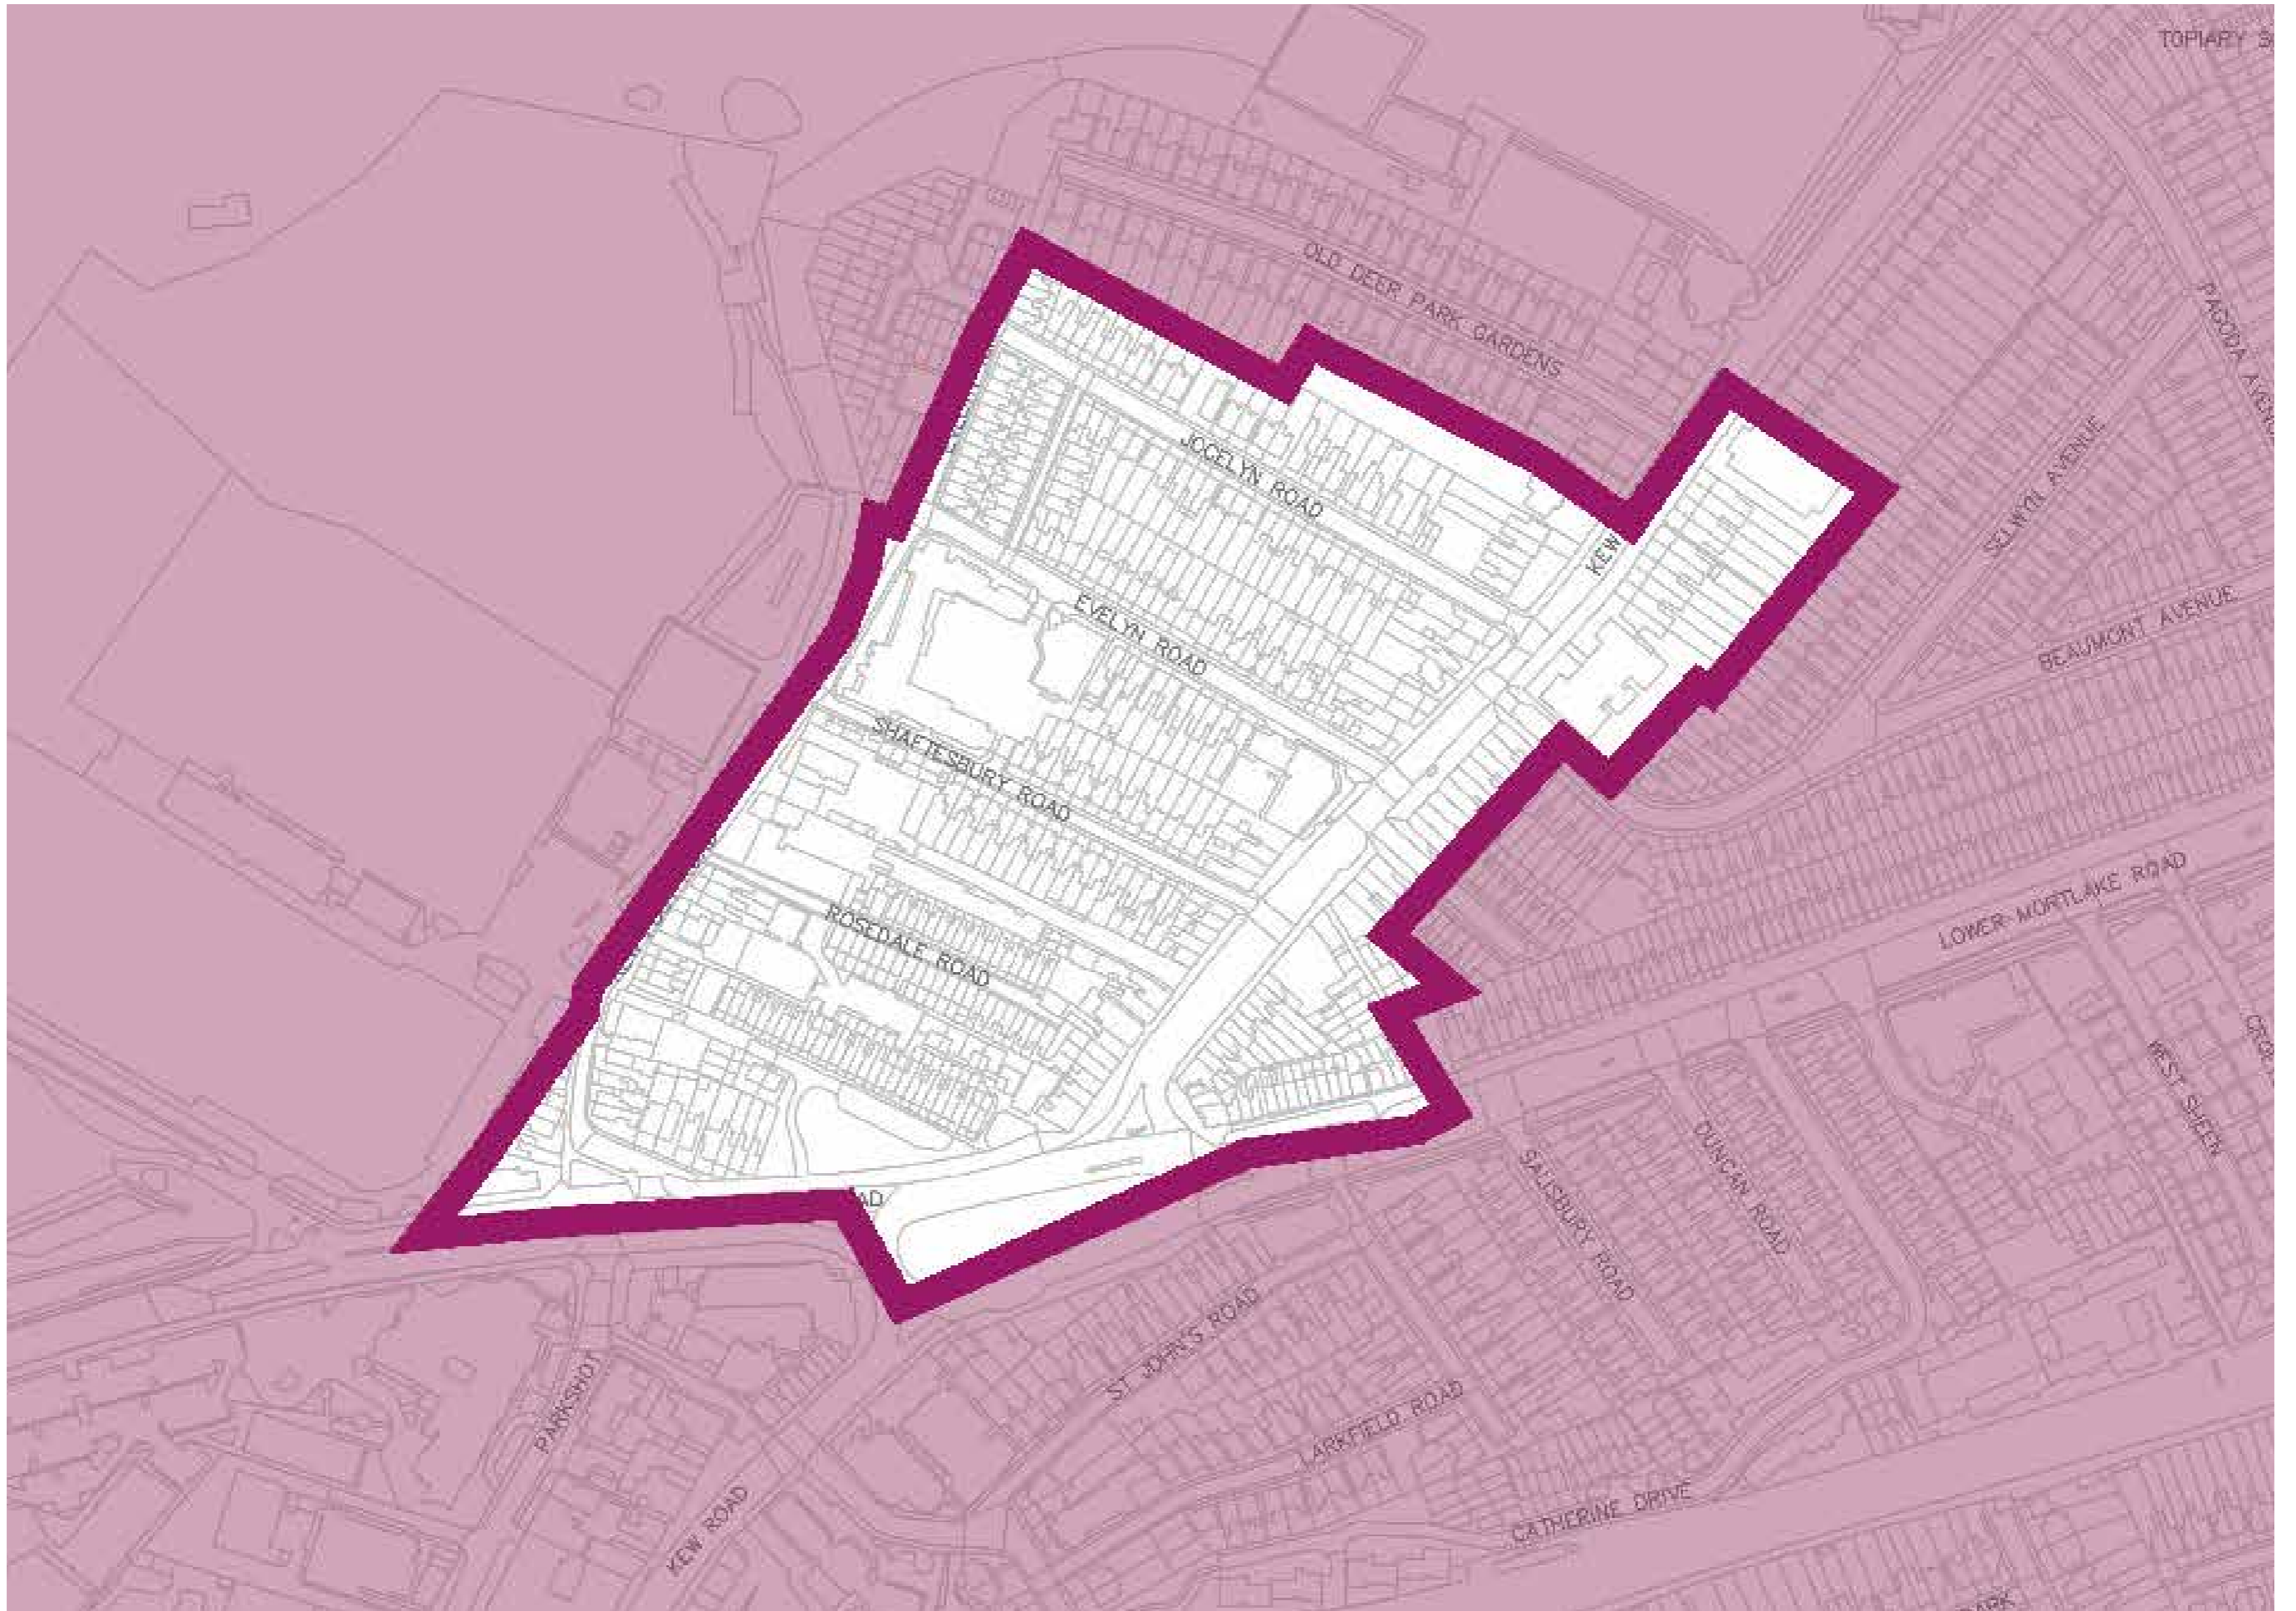 TOPIARY
OLD DEER PARK GARDENS
PAGODA AVENU
JOCELYN ROAD
SELWYN AVENUE
KEW
EVELYN ROAD
BEAUMONT AVENUE
SHAFTESBURY ROAD
LOWER MORTLAKE ROAD
ROSEDALE ROAD
WEST SHEEN
DUNCAN ROAD
SALISBURY ROAD
AD
ST JOHN'S ROAD
PARKSHOT
LARKFIELD ROAD
KEW ROAD
CATHERINE DRIVE
PARK